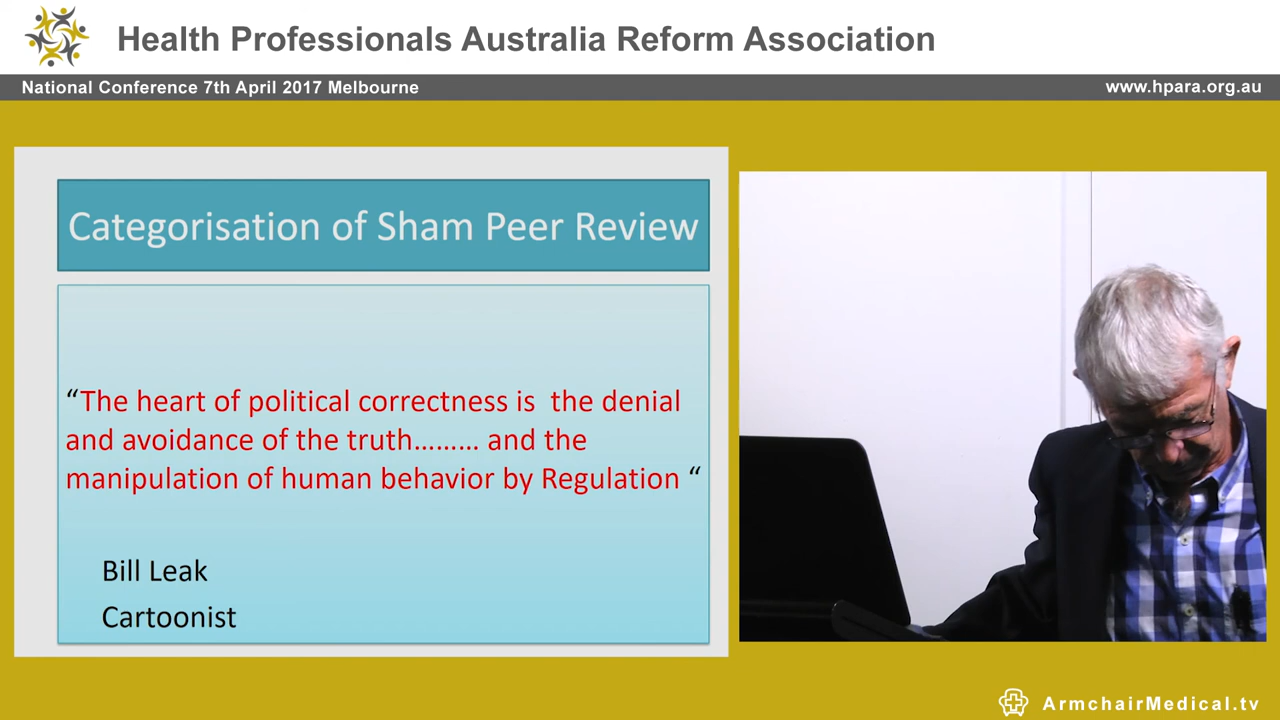 Health Professionals Australia Reform Association
National Conference 7th April 2017 Melbourne
www.hpara.org.au
Categorisation of Sham Peer Review
“The heart of political correctness is  the denial
and avoidance of the truth……… and the
manipulation of human behavior by Regulation “
Bill Leak
Cartoonist
ArmchairMedical.tv